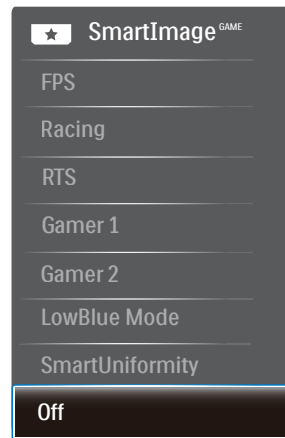 SmartImage GAME
FPS
Racing
RTS
Gamer 1
Gamer 2
LowBlue Mode
SmartUniformity
Off